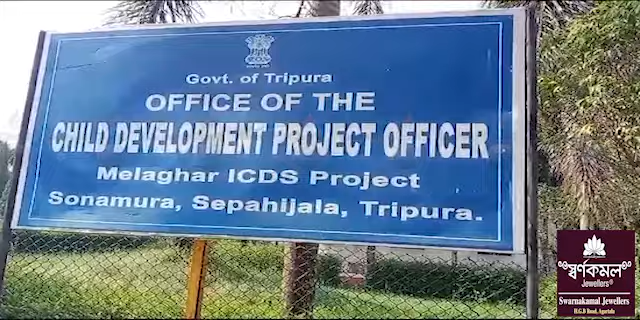 Govt. of Tripura
OFFICE OF THE
CHILD DEVELOPMENT PROJECT OFFICER
Melaghar ICDS Project
Sonamura, Sepahijala, Tripura.
স্বর্ণকমল
Jewellers®
Swarnakamal Jewellers
H.G.B Road, Agartala